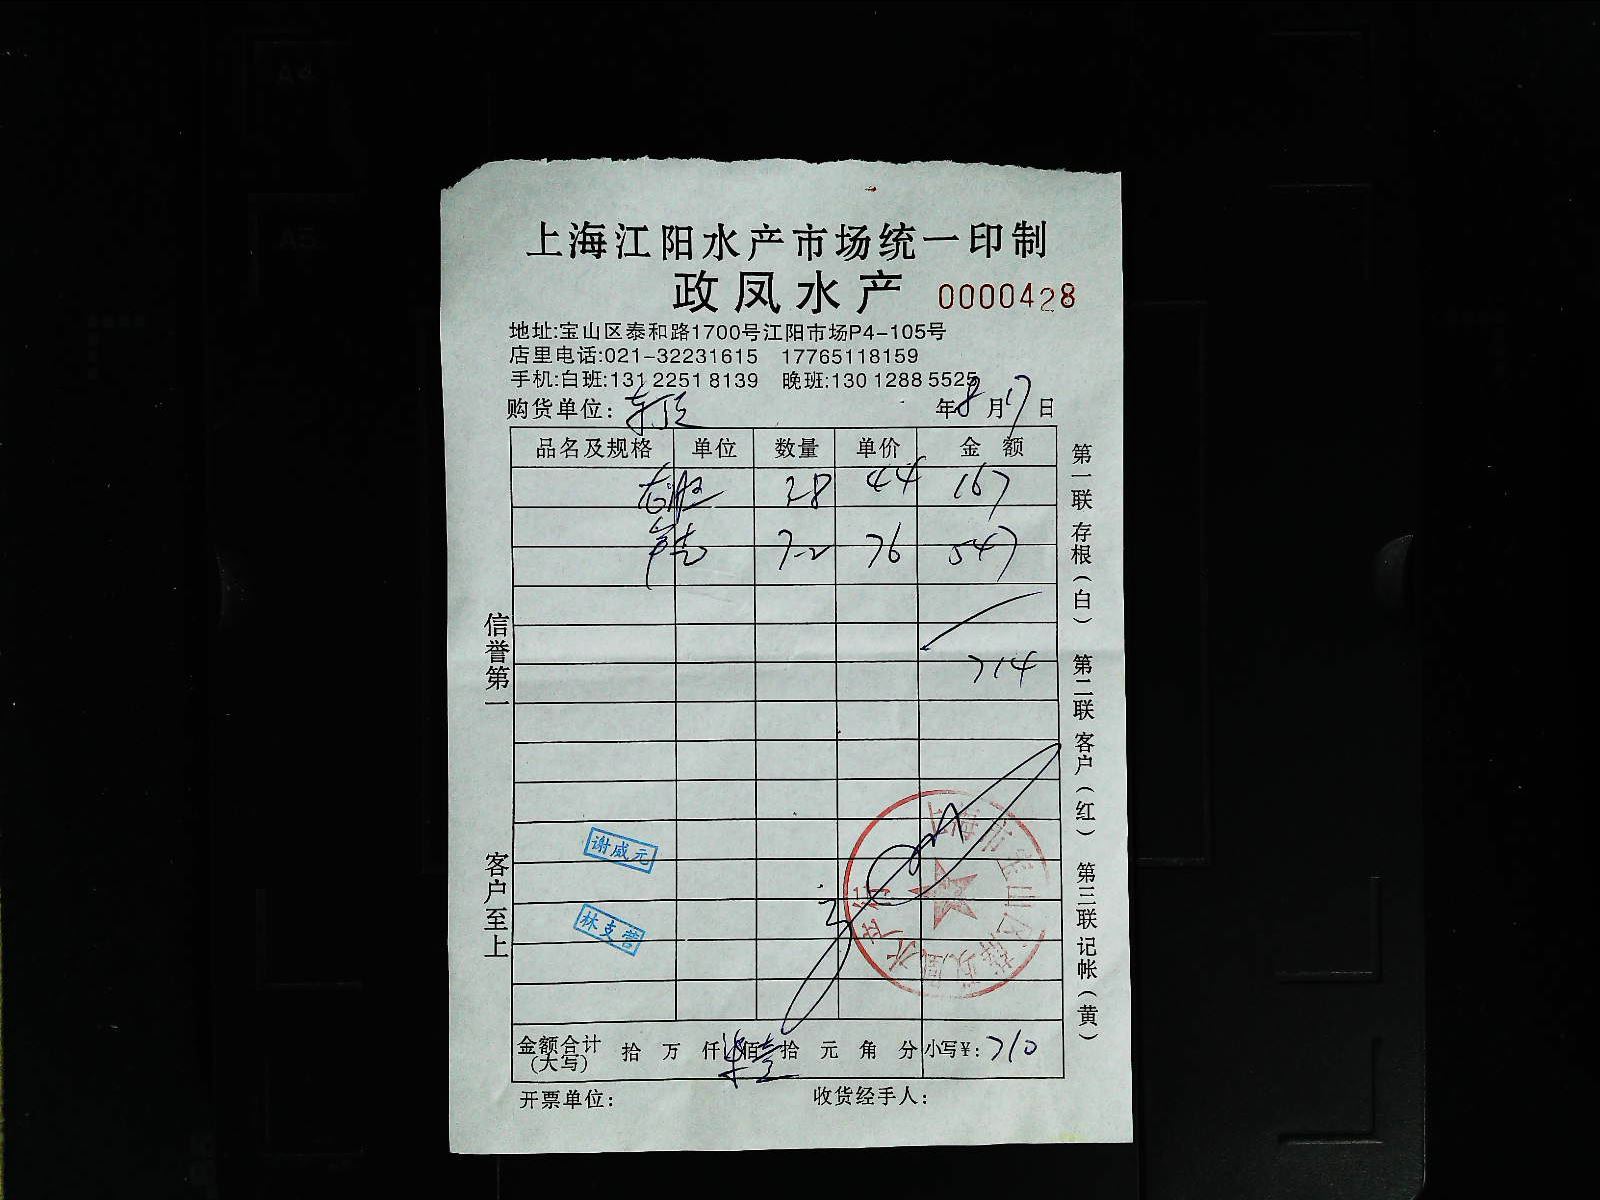 上海江阳水产市场统一印制
政凤水产 0000428
地址:宝山区泰和路1700号江阳市场P4-105号
店里电话:021-32231615 17765118159
手机:白班:131 2251 8139 晚班:130 1288 5525
购货单位: 年8月17日
品名及规格 单位 数量 单价 金额
38 44 167
7-2 76 547
714
信誉第一
客户至上
谢威元
林支营
第一联存根(白) 第二联客户(红) 第三联记帐(黄)
金额合计(大写) 拾 万 仟 柒佰 壹拾 元 角 分 小写¥: 710
开票单位: 收货经手人: